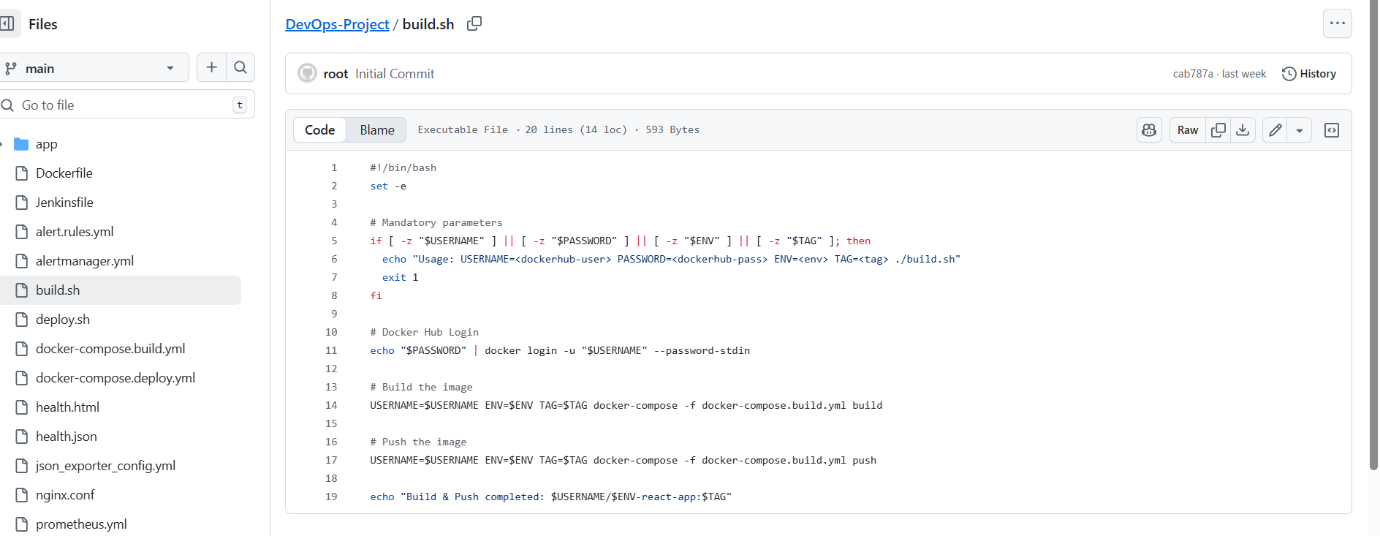 Files
DevOps-Project / build.sh
main
root Initial Commit
cab787a · last week
History
Go to file
t
Code
Blame
Executable File · 20 lines (14 loc) · 593 Bytes
Raw
app
Dockerfile
Jenkinsfile
alert.rules.yml
alertmanager.yml
build.sh
deploy.sh
docker-compose.build.yml
docker-compose.deploy.yml
health.html
health.json
json_exporter_config.yml
nginx.conf
prometheus.yml
1 #!/bin/bash
2 set -e
3
4 # Mandatory parameters
5 if [ -z "$USERNAME" ] || [ -z "$PASSWORD" ] || [ -z "$ENV" ] || [ -z "$TAG" ]; then
6   echo "Usage: USERNAME=<dockerhub-user> PASSWORD=<dockerhub-pass> ENV=<env> TAG=<tag> ./build.sh"
7   exit 1
8 fi
9
10 # Docker Hub Login
11 echo "$PASSWORD" | docker login -u "$USERNAME" --password-stdin
12
13 # Build the image
14 USERNAME=$USERNAME ENV=$ENV TAG=$TAG docker-compose -f docker-compose.build.yml build
15
16 # Push the image
17 USERNAME=$USERNAME ENV=$ENV TAG=$TAG docker-compose -f docker-compose.build.yml push
18
19 echo "Build & Push completed: $USERNAME/$ENV-react-app:$TAG"